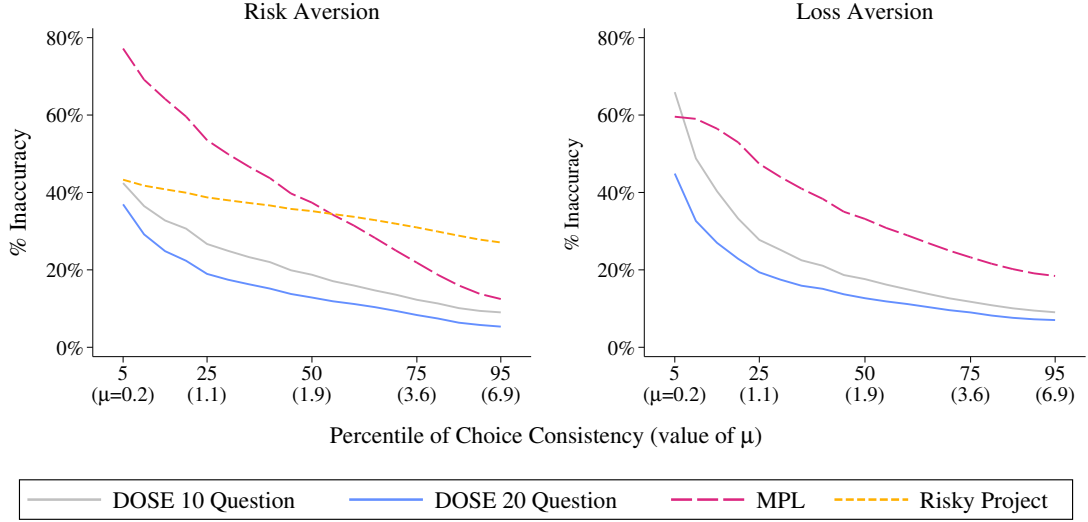 Risk Aversion
% Inaccuracy
80%
60%
40%
20%
0%
5 25 50 75 95
(μ=0.2) (1.1) (1.9) (3.6) (6.9)
Loss Aversion
% Inaccuracy
80%
60%
40%
20%
0%
5 25 50 75 95
(μ=0.2) (1.1) (1.9) (3.6) (6.9)
Percentile of Choice Consistency (value of μ)
DOSE 10 Question DOSE 20 Question MPL Risky Project